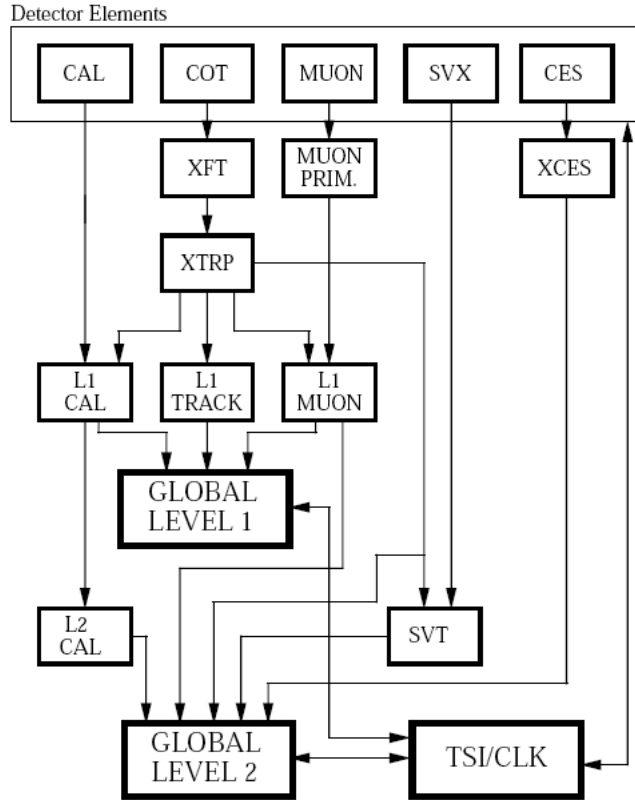 Detector Elements
CAL
COT
MUON
SVX
CES
XFT
MUON
PRIM.
XCES
XTRP
L1
CAL
L1
TRACK
L1
MUON
GLOBAL
LEVEL 1
L2
CAL
SVT
GLOBAL
LEVEL 2
TSI/CLK